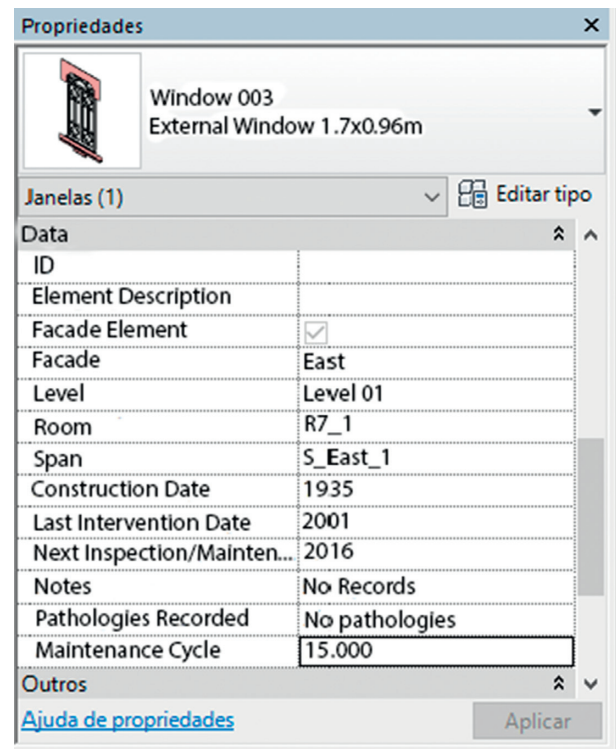 Propriedades
Window 003
External Window 1.7x0.96m
Janelas (1)
Editar tipo
Data
ID
Element Description
Facade Element
Facade East
Level Level 01
Room R7_1
Span S_East_1
Construction Date 1935
Last Intervention Date 2001
Next Inspection/Mainten... 2016
Notes No Records
Pathologies Recorded No pathologies
Maintenance Cycle 15.000
Outros
Ajuda de propriedades Aplicar